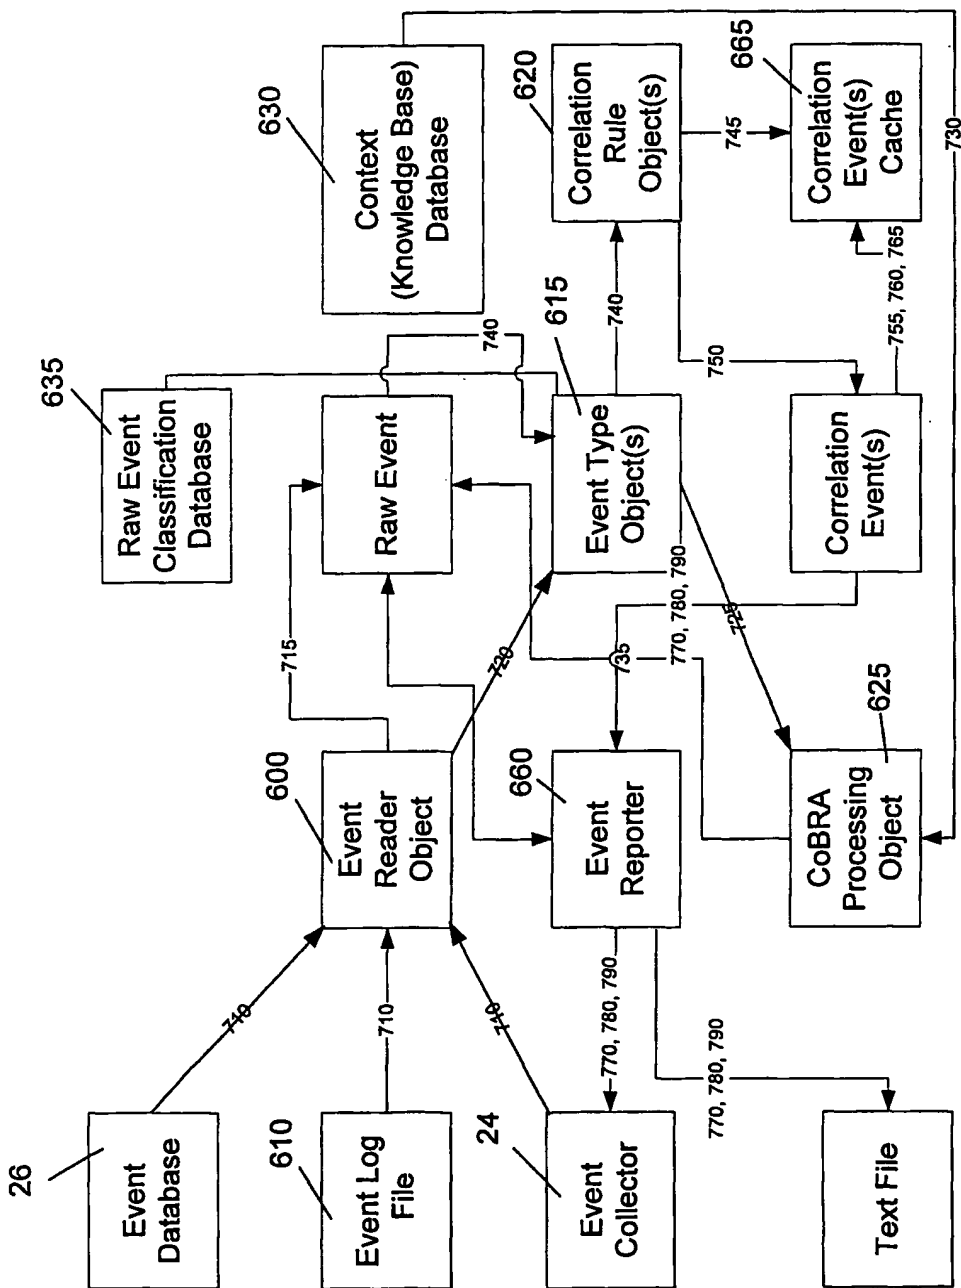 26
635
Event
Database
Raw Event
Classification
Database
710
715
600
630
610
Event Log
File
710
Event
Reader
Object
Raw Event
Context
(Knowledge Base)
Database
740
720
24
710
660
615
620
Event
Collector
770, 780, 790
Event
Reporter
735
Event Type
Object(s)
740
Correlation
Rule
Object(s)
770, 780, 790
770, 780, 790
725
750
745
665
625
Text File
CoBRA
Processing
Object
Correlation
Event(s)
755, 760, 765
Correlation
Event(s)
Cache
730